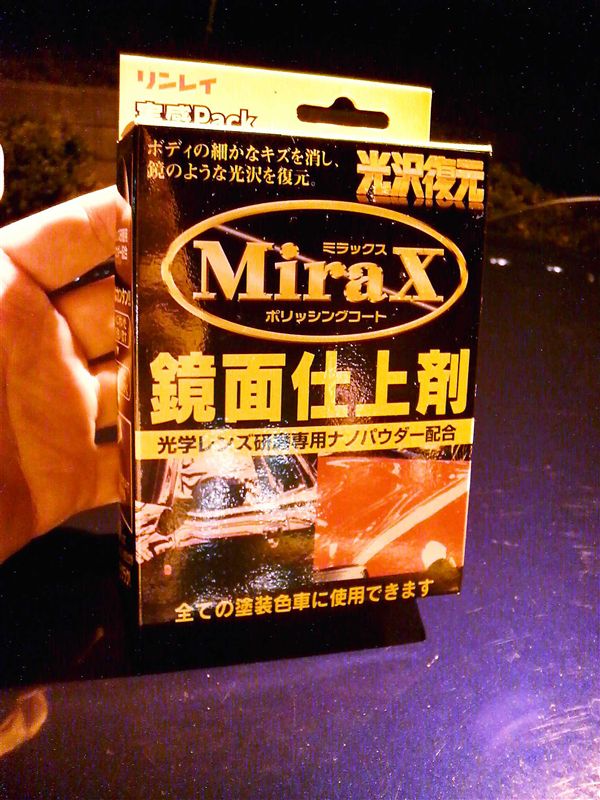 リンレイ
Pack
ボディの細かなキズを消し、
鏡のような光沢を復元。
光沢復元
ミラックス
MiraX
ポリッシングコート
鏡面仕上剤
光学レンズ研磨専用ナノパウダー配合
全ての塗装色車に使用できます